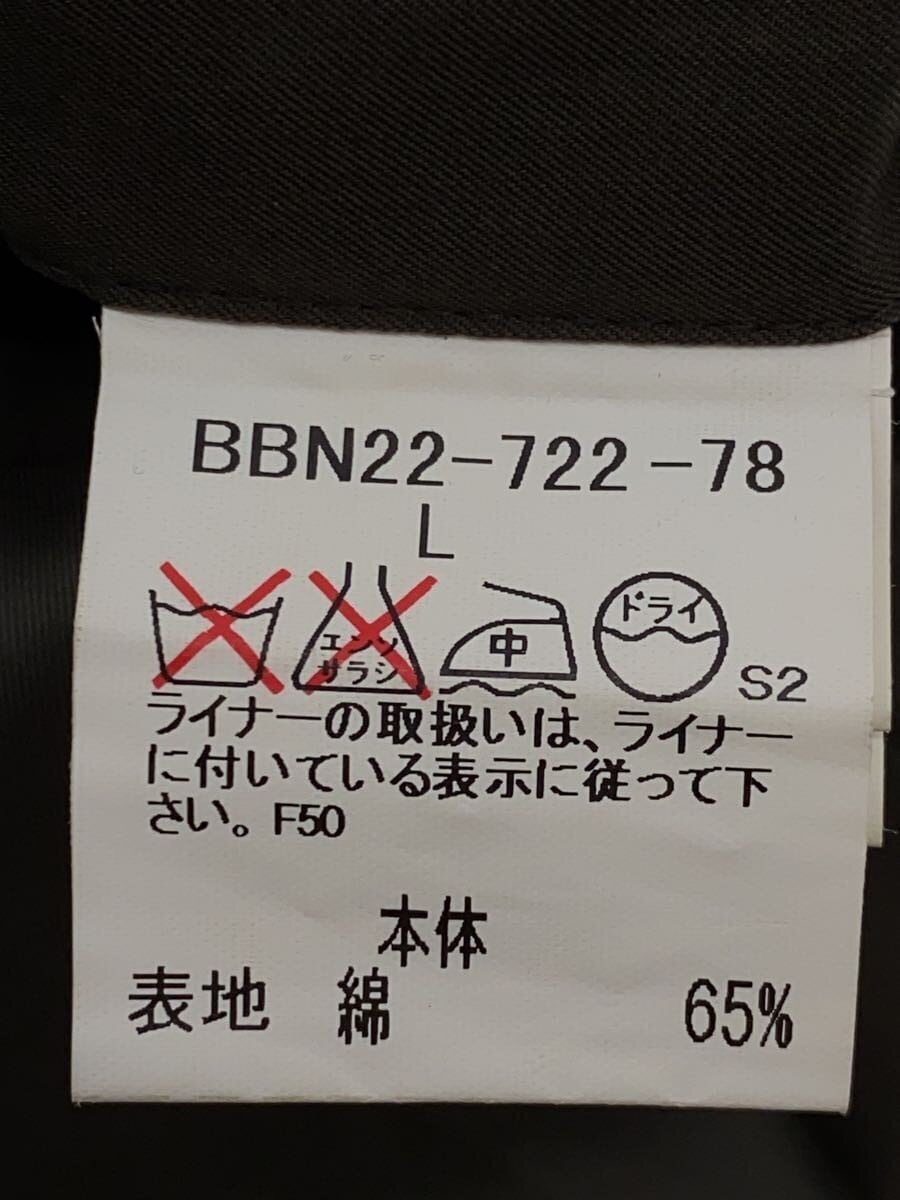 BBN22-722-78
L
エンソ
サラシ
中
ドライ
S2
ライナーの取扱いは、ライナー
に付いている表示に従って下
さい。F50
本体
表地 綿 65%